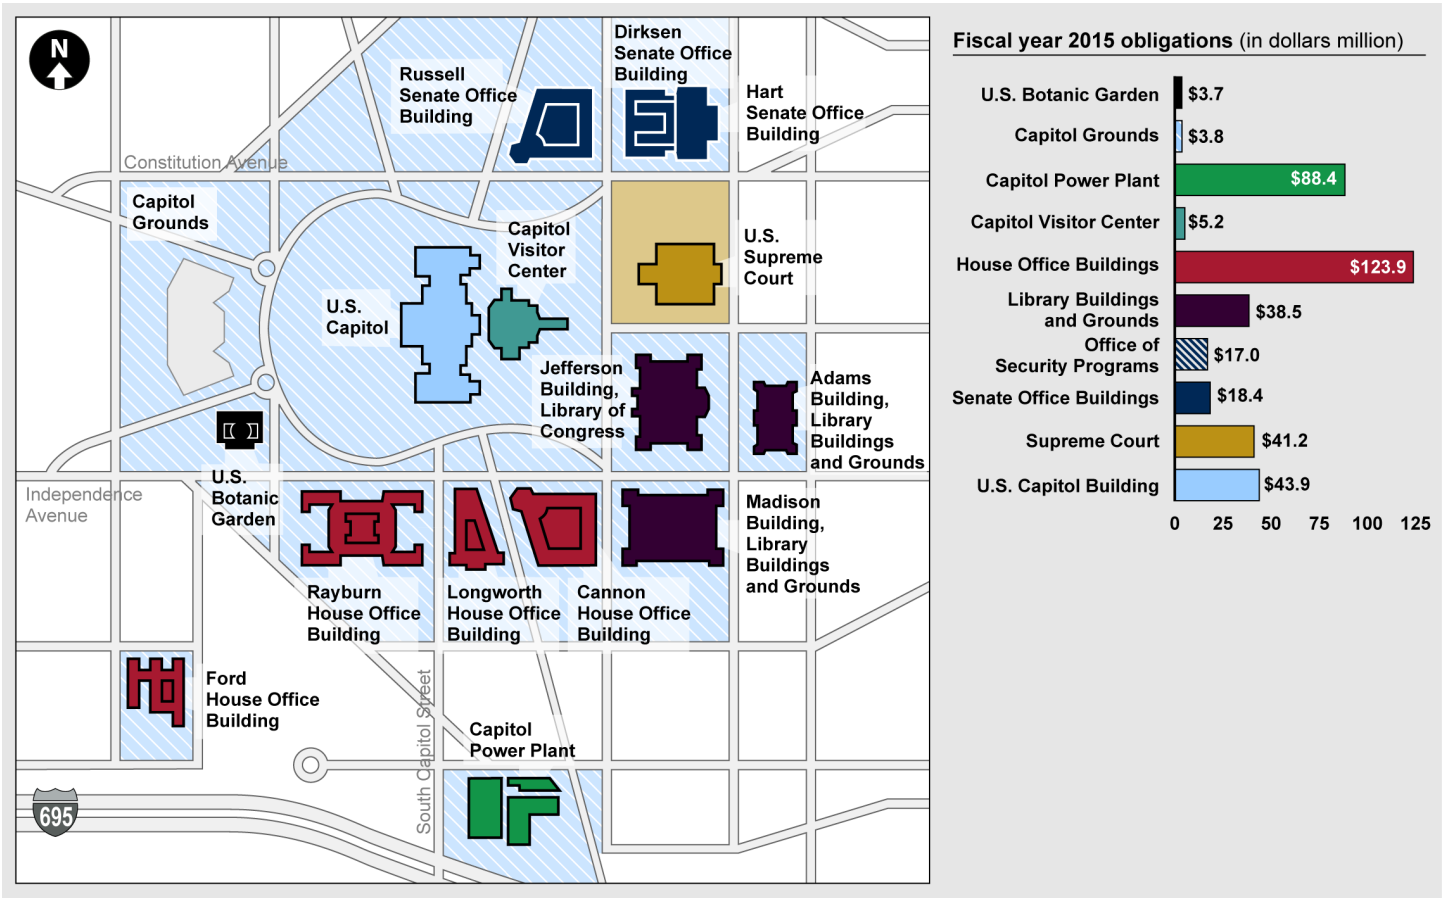 N
Russell
Senate Office
Building
Dirksen
Senate Office
Building
Hart
Senate Office
Building
Constitution Avenue
Capitol
Grounds
Capitol
Visitor
Center
U.S.
Supreme
Court
U.S.
Capitol
Jefferson
Building,
Library of
Congress
Adams
Building,
Library
Buildings
and Grounds
U.S.
Botanic
Garden
Independence
Avenue
Madison
Building,
Library
Buildings
and Grounds
Rayburn
House Office
Building
Longworth
House Office
Building
Cannon
House Office
Building
Ford
House Office
Building
South Capitol Street
Capitol
Power Plant
695
Fiscal year 2015 obligations (in dollars million)
U.S. Botanic Garden $3.7
Capitol Grounds $3.8
Capitol Power Plant $88.4
Capitol Visitor Center $5.2
House Office Buildings $123.9
Library Buildings
and Grounds $38.5
Office of
Security Programs $17.0
Senate Office Buildings $18.4
Supreme Court $41.2
U.S. Capitol Building $43.9
0 25 50 75 100 125